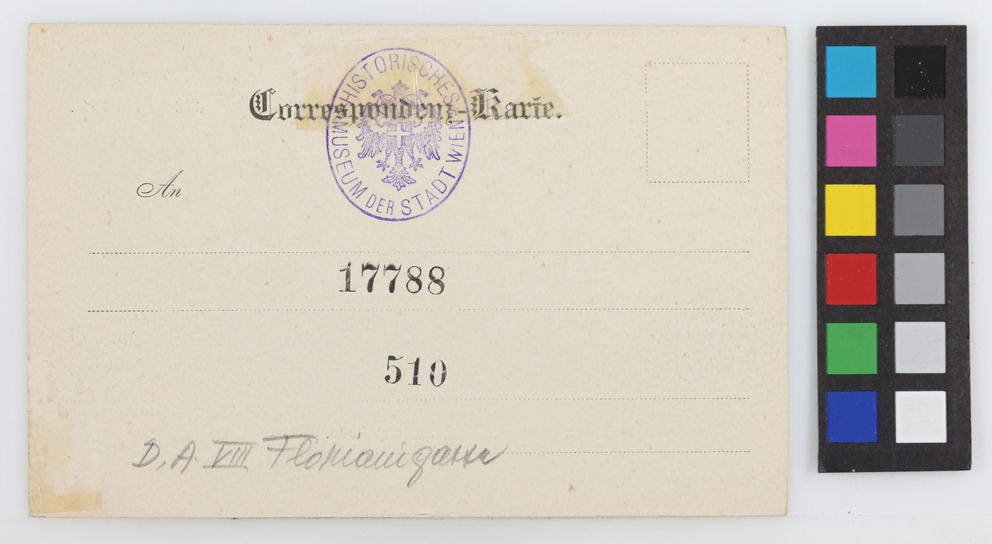 Correspondenz-Karte.
HISTORISCHES MUSEUM DER STADT WIEN
An
17788
510
D. A. VIII. Florianigasse